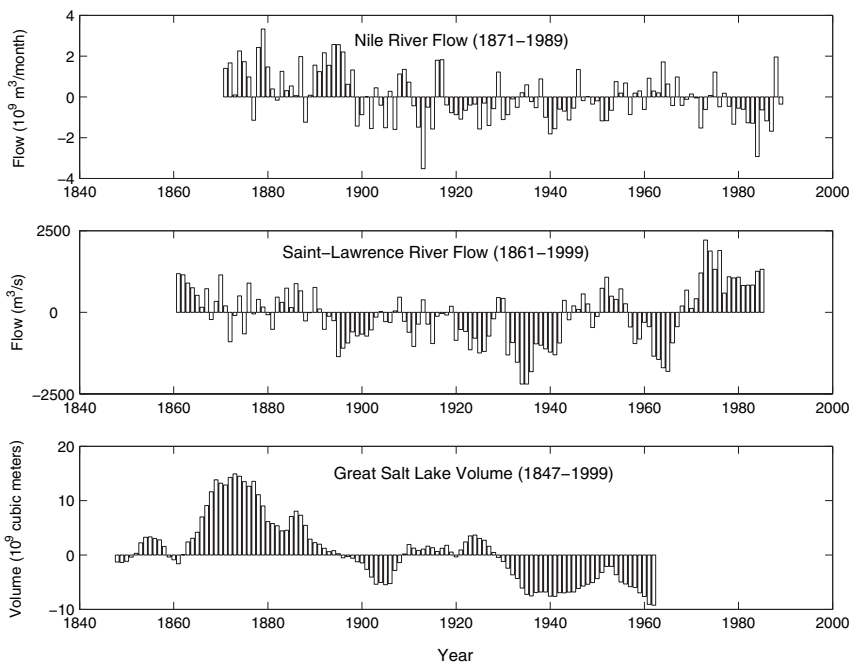 Nile River Flow (1871−1989)
Flow (10⁹ m³/month)
4
2
0
−2
−4
1840 1860 1880 1900 1920 1940 1960 1980 2000
Saint−Lawrence River Flow (1861−1999)
Flow (m³/s)
2500
0
−2500
1840 1860 1880 1900 1920 1940 1960 1980 2000
Great Salt Lake Volume (1847−1999)
Volume (10⁹ cubic meters)
20
10
0
−10
1840 1860 1880 1900 1920 1940 1960 1980 2000
Year